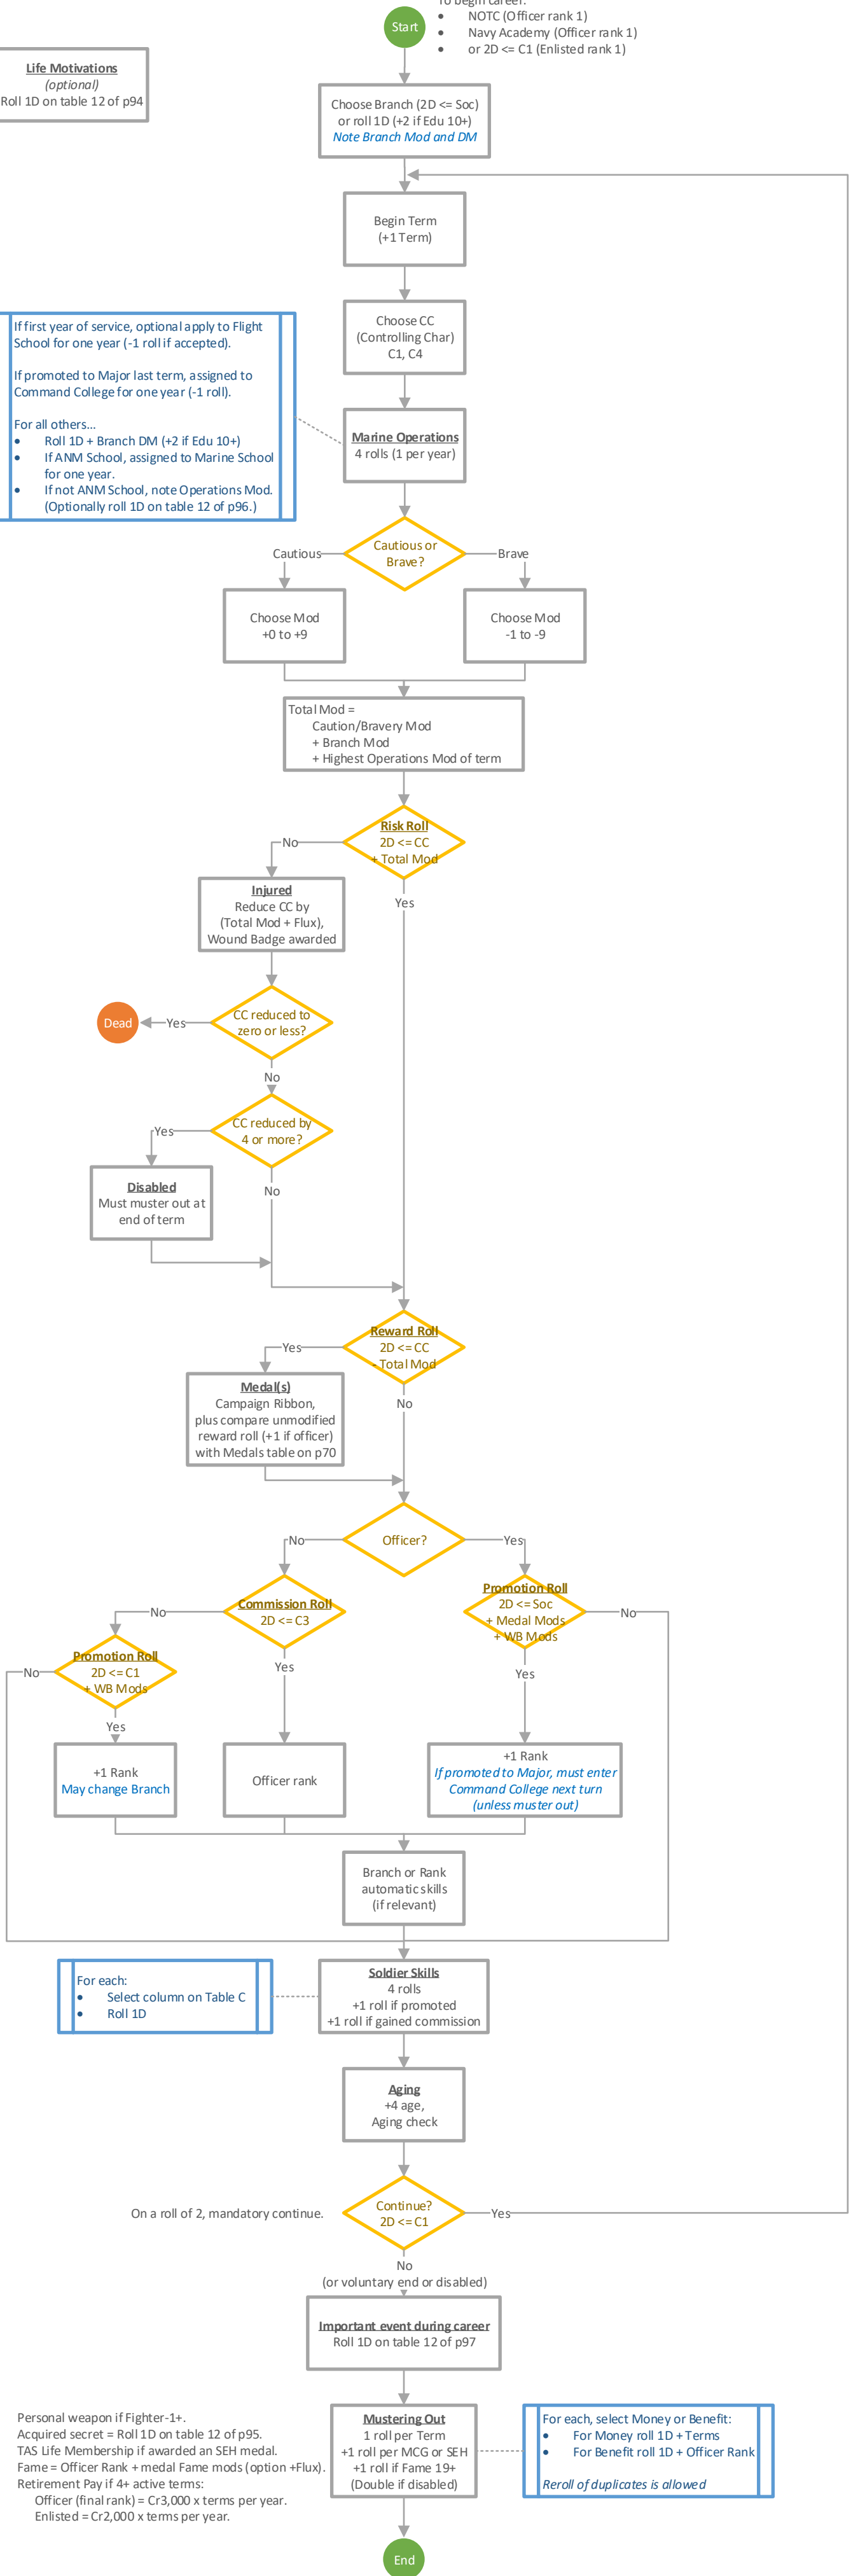 To begin career:
Start
• NOTC (Officer rank 1)
• Navy Academy (Officer rank 1)
• or 2D <= C1 (Enlisted rank 1)
Life Motivations
(optional)
Roll 1D on table 12 of p94
Choose Branch (2D <= Soc)
or roll 1D (+2 if Edu 10+)
Note Branch Mod and DM
Begin Term
(+1 Term)
Choose CC
(Controlling Char)
C1, C4
If first year of service, optional apply to Flight
School for one year (-1 roll if accepted).
If promoted to Major last term, assigned to
Command College for one year (-1 roll).
For all others...
• Roll 1D + Branch DM (+2 if Edu 10+)
• If ANM School, assigned to Marine School
for one year.
• If not ANM School, note Operations Mod.
(Optionally roll 1D on table 12 of p96.)
Marine Operations
4 rolls (1 per year)
Cautious or
Brave?
Cautious
Brave
Choose Mod
+0 to +9
Choose Mod
-1 to -9
Total Mod =
Caution/Bravery Mod
+ Branch Mod
+ Highest Operations Mod of term
Risk Roll
2D <= CC
+ Total Mod
No
Yes
Injured
Reduce CC by
(Total Mod + Flux),
Wound Badge awarded
CC reduced to
zero or less?
Yes
Dead
No
CC reduced by
4 or more?
Yes
No
Disabled
Must muster out at
end of term
Reward Roll
2D <= CC
- Total Mod
Yes
No
Medal(s)
Campaign Ribbon,
plus compare unmodified
reward roll (+1 if officer)
with Medals table on p70
Officer?
No
Yes
Commission Roll
2D <= C3
No
Yes
Promotion Roll
2D <= Soc
+ Medal Mods
+ WB Mods
No
Yes
Promotion Roll
2D <= C1
+ WB Mods
No
Yes
+1 Rank
May change Branch
Officer rank
+1 Rank
If promoted to Major, must enter
Command College next turn
(unless muster out)
Branch or Rank
automatic skills
(if relevant)
For each:
• Select column on Table C
• Roll 1D
Soldier Skills
4 rolls
+1 roll if promoted
+1 roll if gained commission
Aging
+4 age,
Aging check
On a roll of 2, mandatory continue.
Continue?
2D <= C1
Yes
No
(or voluntary end or disabled)
Important event during career
Roll 1D on table 12 of p97
Personal weapon if Fighter-1+.
Acquired secret = Roll 1D on table 12 of p95.
TAS Life Membership if awarded an SEH medal.
Fame = Officer Rank + medal Fame mods (option +Flux).
Retirement Pay if 4+ active terms:
Officer (final rank) = Cr3,000 x terms per year.
Enlisted = Cr2,000 x terms per year.
Mustering Out
1 roll per Term
+1 roll per MCG or SEH
+1 roll if Fame 19+
(Double if disabled)
For each, select Money or Benefit:
• For Money roll 1D + Terms
• For Benefit roll 1D + Officer Rank
Reroll of duplicates is allowed
End